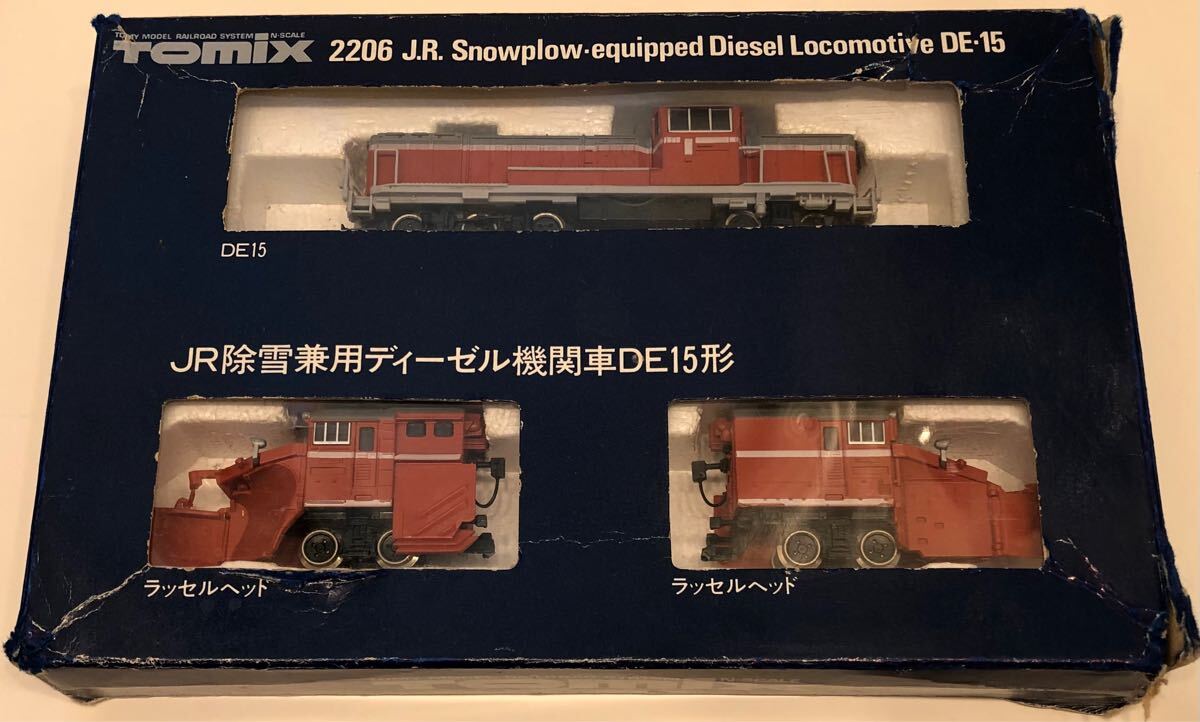 TOMY MODEL RAILROAD SYSTEM N-SCALE
TOMIX 2206 J.R. Snowplow-equipped Diesel Locomotive DE-15
DE15
JR除雪兼用ディーゼル機関車DE15形
ラッセルヘッド
ラッセルヘッド
N-SCALE